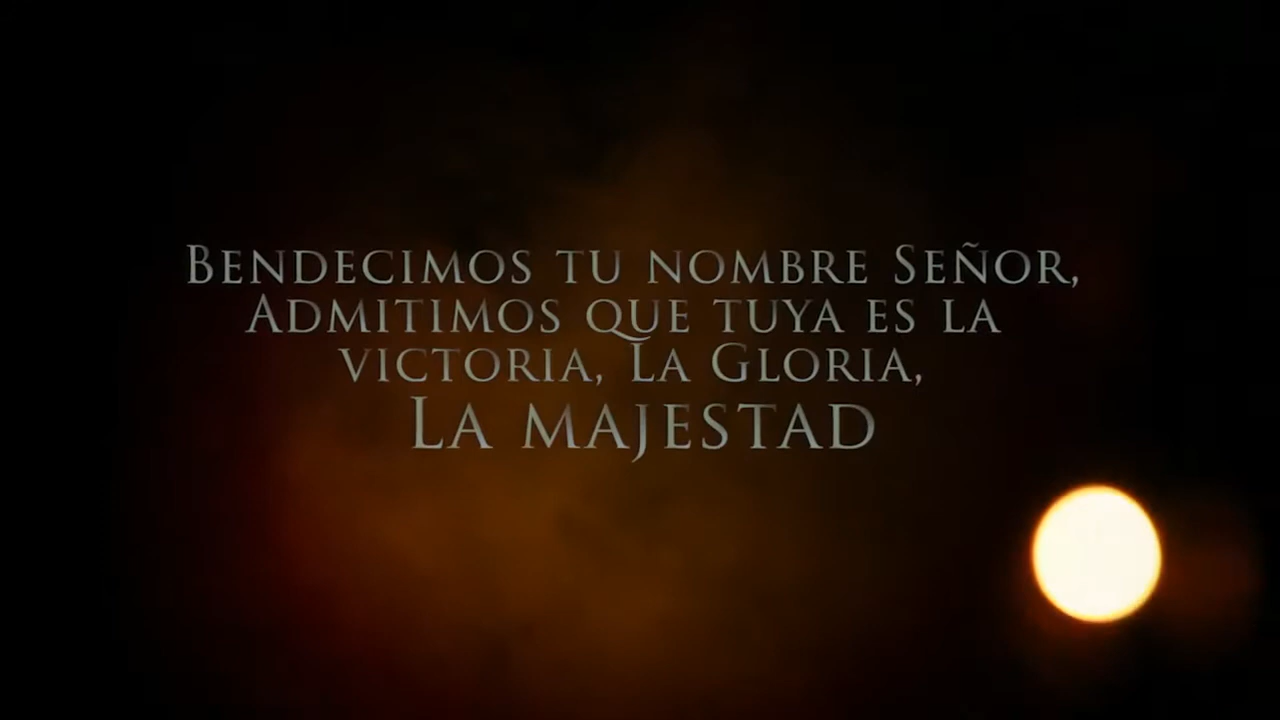 Bendecimos tu nombre Señor,
Admitimos que tuya es la
victoria, La Gloria,
La majestad